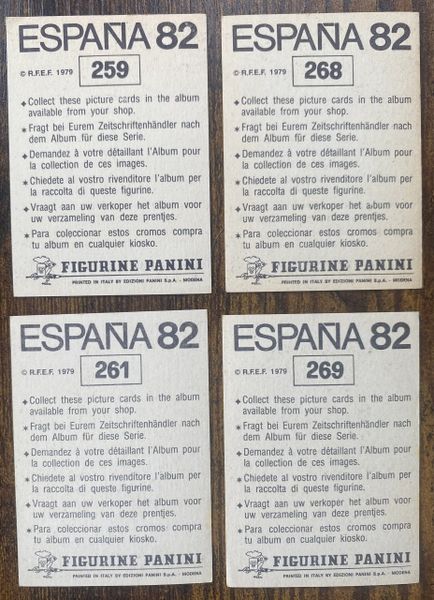 ESPAÑA 82
© R.F.E.F. 1979 259
Collect these picture cards in the album
available from your shop.
Fragt bei Eurem Zeitschriftenhändler nach
dem Album für diese Serie.
Demandez à votre détaillant l'Album pour
la collection de ces images.
Chiedete al vostro rivenditore l'album per
la raccolta di queste figurine.
Vraagt aan uw verkoper het album voor
uw verzameling van deze prentjes.
Para coleccionar estos cromos compra
tu album en cualquier kiosko.
FIGURINE PANINI
PRINTED IN ITALY BY EDIZIONI PANINI S.p.A. - MODENA
ESPAÑA 82
© R.F.E.F. 1979 268
Collect these picture cards in the album
available from your shop.
Fragt bei Eurem Zeitschriftenhändler nach
dem Album für diese Serie.
Demandez à votre détaillant l'Album pour
la collection de ces images.
Chiedete al vostro rivenditore l'album per
la raccolta di queste figurine.
Vraagt aan uw verkoper het album voor
uw verzameling van deze prentjes.
Para coleccionar estos cromos compra
tu album en cualquier kiosko.
FIGURINE PANINI
PRINTED IN ITALY BY EDIZIONI PANINI S.p.A. - MODENA
ESPAÑA 82
© R.F.E.F. 1979 261
Collect these picture cards in the album
available from your shop.
Fragt bei Eurem Zeitschriftenhändler nach
dem Album für diese Serie.
Demandez à votre détaillant l'Album pour
la collection de ces images.
Chiedete al vostro rivenditore l'album per
la raccolta di queste figurine.
Vraagt aan uw verkoper het album voor
uw verzameling van deze prentjes.
Para coleccionar estos cromos compra
tu album en cualquier kiosko.
FIGURINE PANINI
PRINTED IN ITALY BY EDIZIONI PANINI S.p.A. - MODENA
ESPAÑA 82
© R.F.E.F. 1979 269
Collect these picture cards in the album
available from your shop.
Fragt bei Eurem Zeitschriftenhändler nach
dem Album für diese Serie.
Demandez à votre détaillant l'Album pour
la collection de ces images.
Chiedete al vostro rivenditore l'album per
la raccolta di queste figurine.
Vraagt aan uw verkoper het album voor
uw verzameling van deze prentjes.
Para coleccionar estos cromos compra
tu album en cualquier kiosko.
FIGURINE PANINI
PRINTED IN ITALY BY EDIZIONI PANINI S.p.A. - MODENA